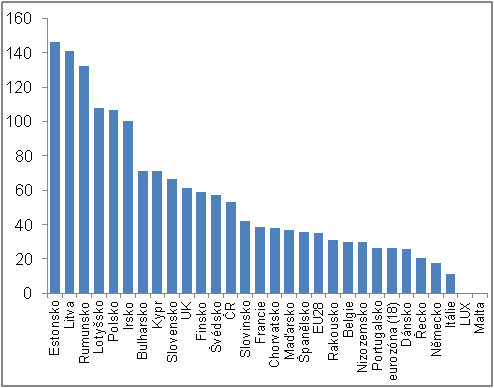 160
140
120
100
80
60
40
20
0
Estonsko
Litva
Rumunsko
Lotyšsko
Polsko
Irsko
Bulharsko
Kypr
Slovensko
UK
Finsko
Švédsko
ČR
Slovinsko
Francie
Chorvatsko
Maďarsko
Španělsko
EU28
Rakousko
Belgie
Nizozemsko
Portugalsko
eurozóna (18)
Dánsko
Řecko
Německo
Itálie
LUX
Malta